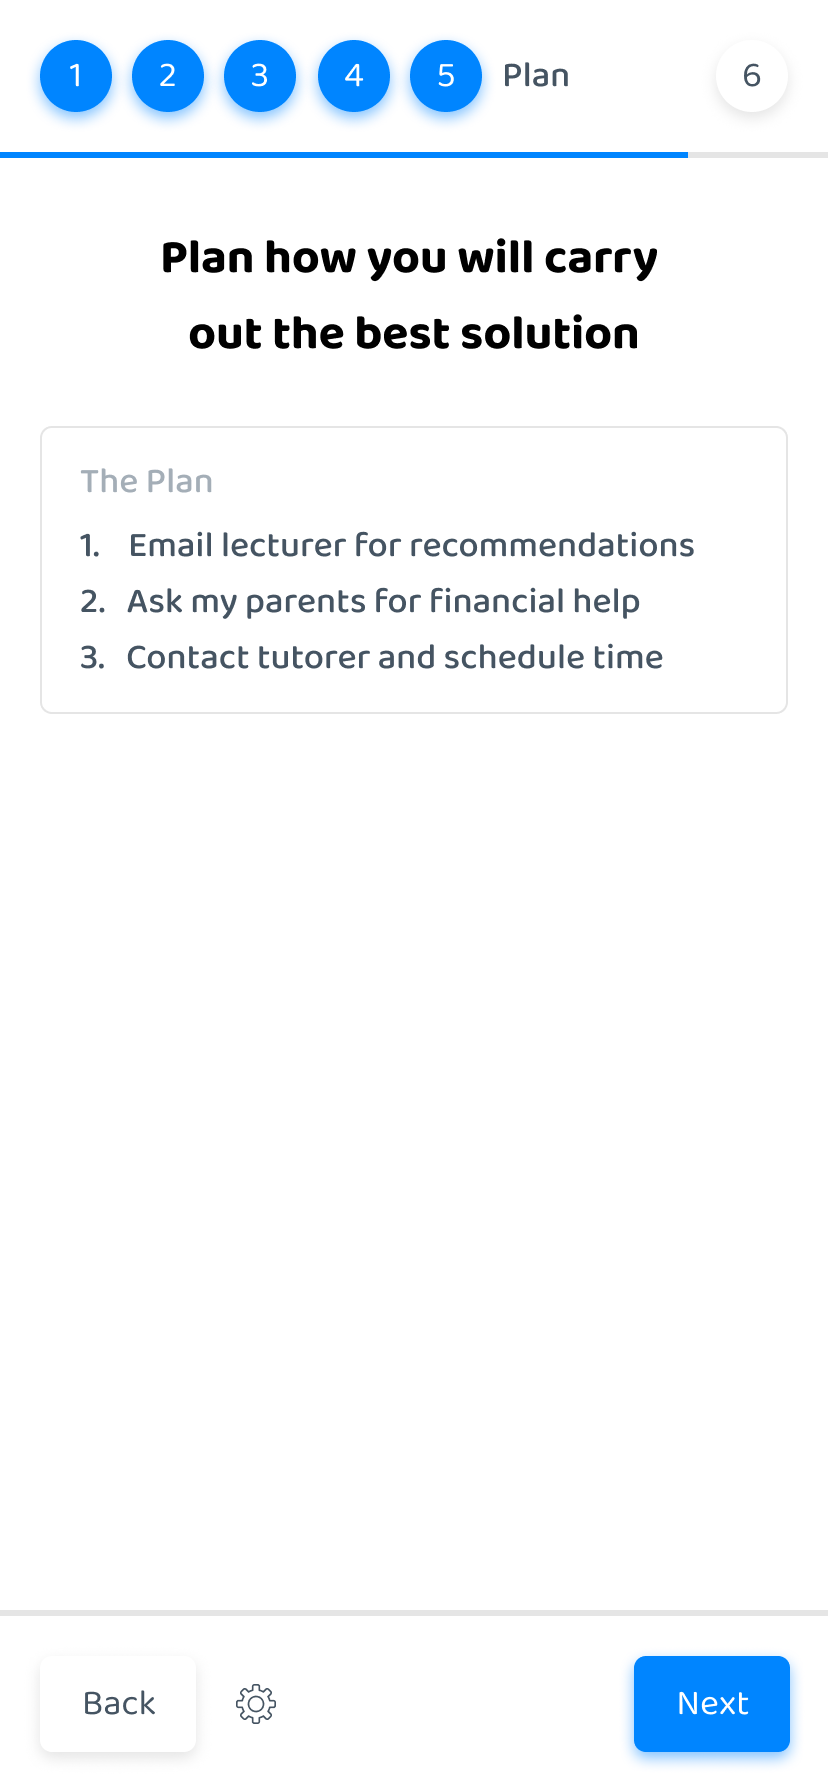 1 2 3 4 5 Plan 6
Plan how you will carry
out the best solution
The Plan
1. Email lecturer for recommendations
2. Ask my parents for financial help
3. Contact tutorer and schedule time
Back Next